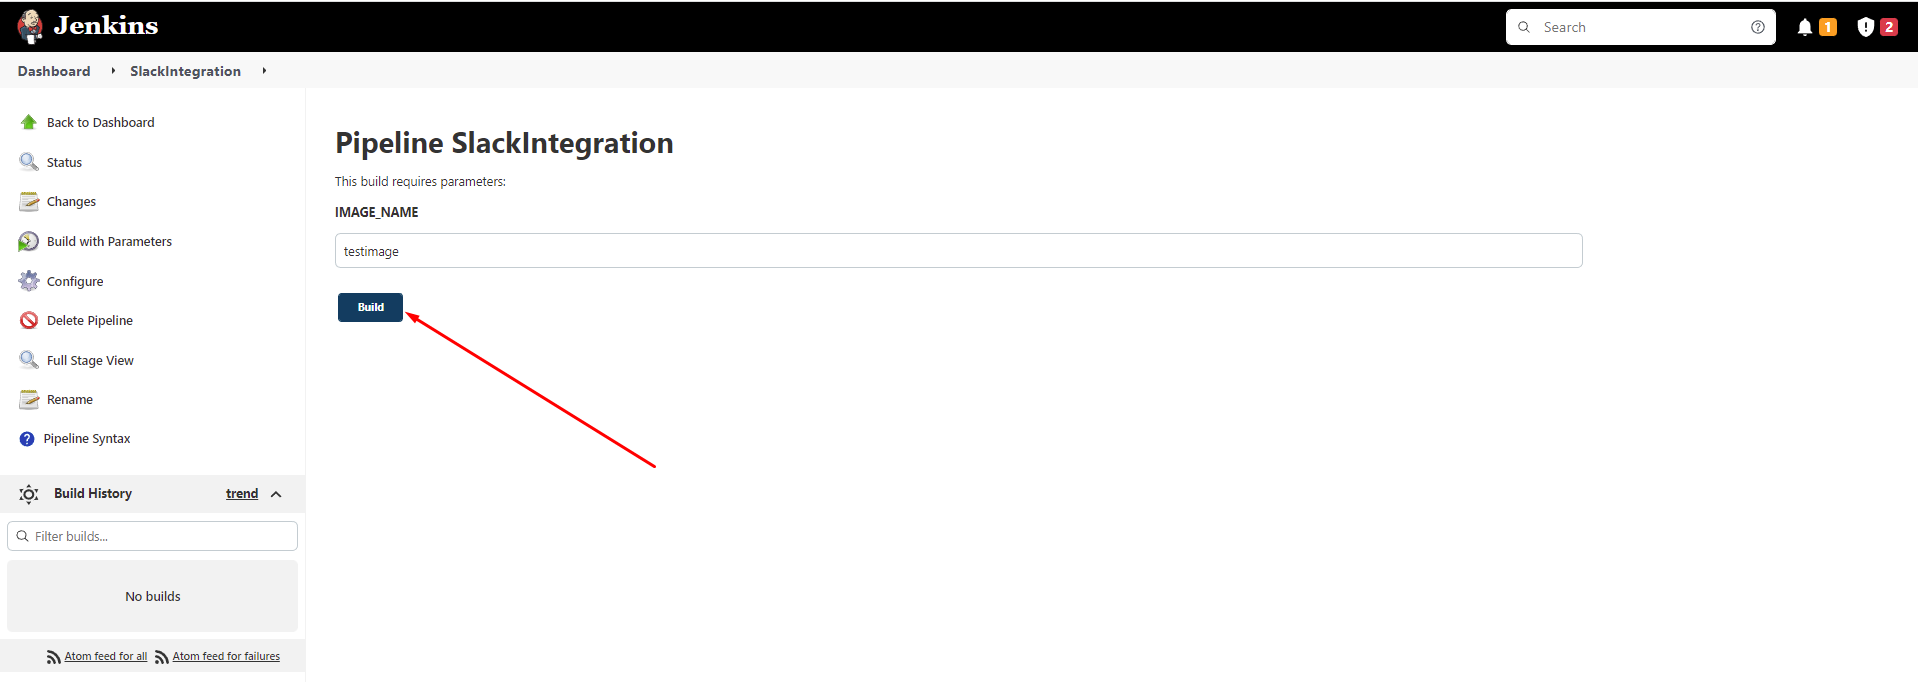 Jenkins
Search
1
2
Dashboard
SlackIntegration
Back to Dashboard
Status
Changes
Build with Parameters
Configure
Delete Pipeline
Full Stage View
Rename
Pipeline Syntax
Build History
trend
Filter builds...
No builds
Atom feed for all
Atom feed for failures
Pipeline SlackIntegration
This build requires parameters:
IMAGE_NAME
testimage
Build